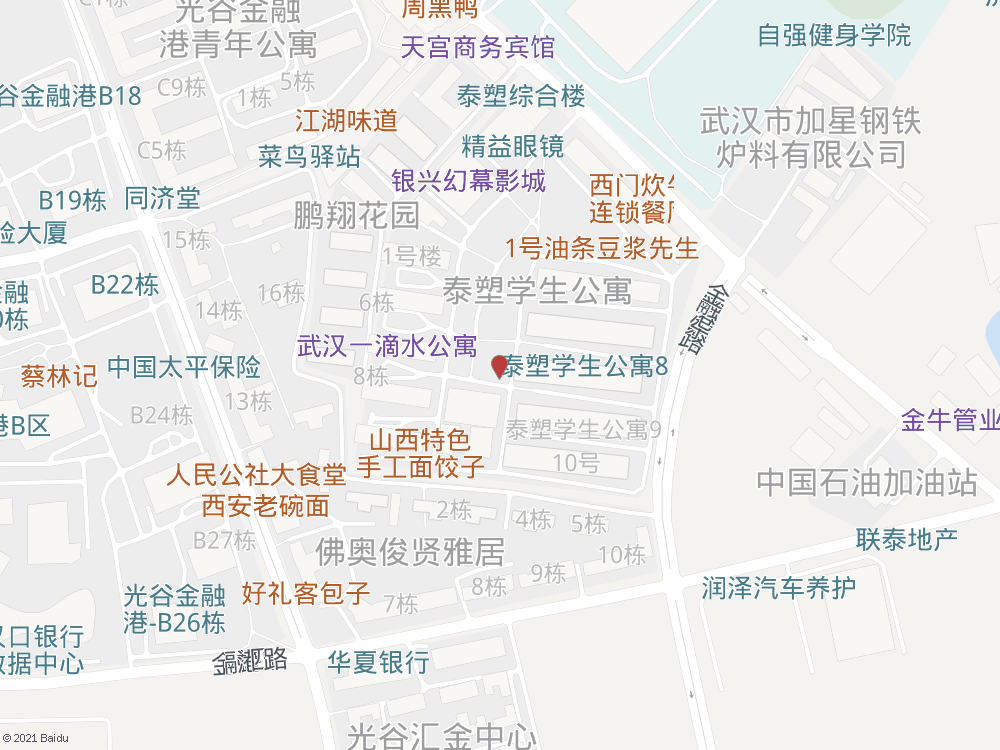 光谷金融
港青年公寓
周黑鸭
天宫商务宾馆
自强健身学院
5栋
C9栋
1栋
谷金融港B18
泰塑综合楼
江湖味道
武汉市加星钢铁
炉料有限公司
C5栋
菜鸟驿站
精益眼镜
银兴幻幕影城
B19栋
同济堂
西门炊
连锁餐
鹏翔花园
险大厦
15栋
1号楼
1号油条豆浆先生
B22栋
16栋
泰塑学生公寓
金融港路
融
0栋
14栋
6栋
武汉一滴水公寓
中国太平保险
蔡林记
8栋
泰塑学生公寓8
13栋
B24栋
港B区
泰塑学生公寓9
金牛管业
山西特色
手工面饺子
10号
人民公社大食堂
中国石油加油站
西安老碗面
2栋
4栋
5栋
B27栋
佛奥俊贤雅居
10栋
联泰地产
9栋
8栋
润泽汽车养护
光谷金融
港-B26栋
好礼客包子
7栋
汉口银行
数据中心
华夏银行
光谷汇金中心
© 2021 Baidu